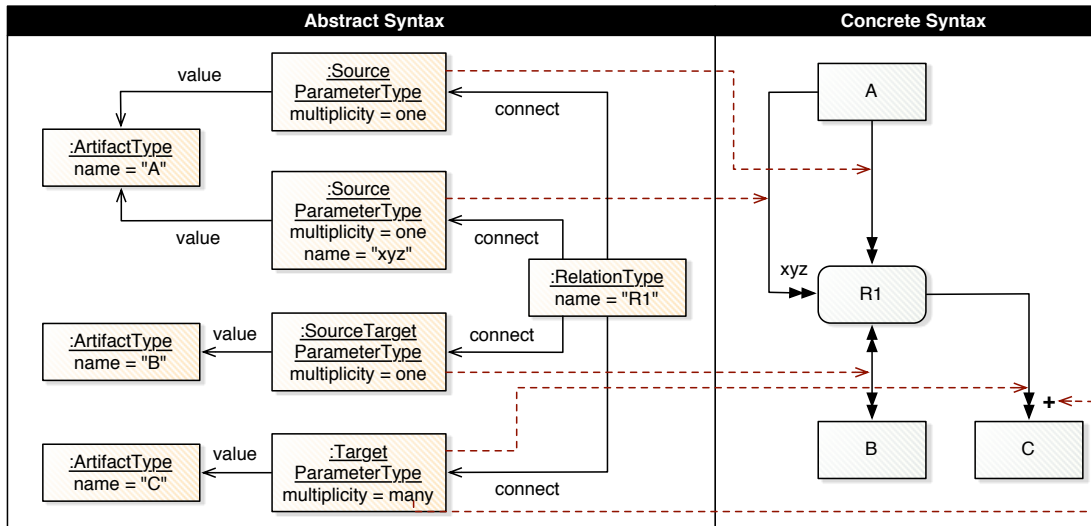 Abstract Syntax
Concrete Syntax
:Source
ParameterType
multiplicity = one
value
connect
:ArtifactType
name = "A"
:Source
ParameterType
multiplicity = one
name = "xyz"
value
connect
:RelationType
name = "R1"
:ArtifactType
name = "B"
value
:SourceTarget
ParameterType
multiplicity = one
connect
:ArtifactType
name = "C"
value
:Target
ParameterType
multiplicity = many
connect
A
xyz
R1
+
B
C